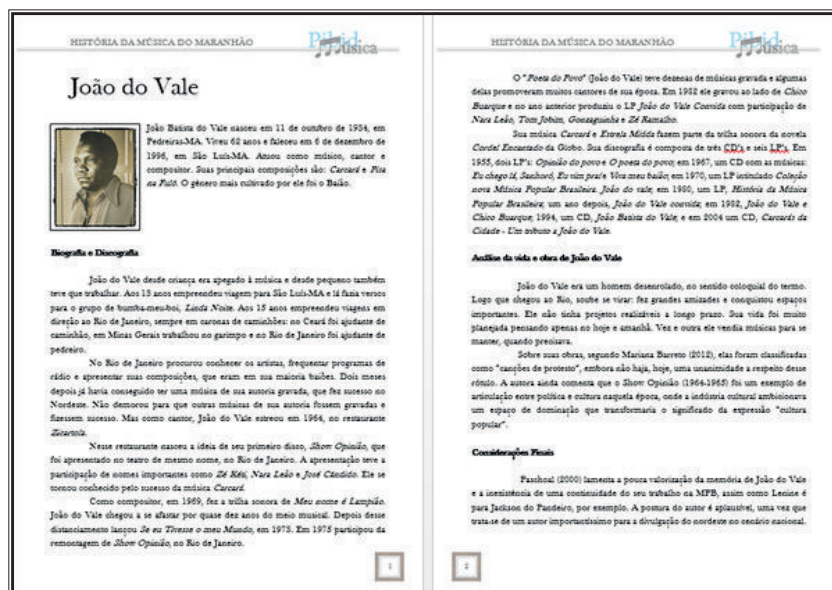 HISTÓRIA DA MÚSICA DO MARANHÃO
Pibid
Música
João do Vale
João Batista do Vale nasceu em 11 de outubro de 1934, em
Pedreiras-MA. Viveu 62 anos e faleceu em 6 de dezembro de
1996, em São Luís-MA. Atuou como músico, cantor e
compositor. Suas principais composições são: Carcará e Pisa
na Fulô. O gênero mais cultivado por ele foi o Baião.
Biografia e Discografia
João do Vale desde criança era apegado à música e desde pequeno também
teve que trabalhar. Aos 13 anos empreendeu viagem para São Luís-MA e lá fazia versos
para o grupo de bumba-meu-boi, Linda Noite. Aos 15 anos empreendeu viagens em
direção ao Rio de Janeiro, sempre em caronas de caminhões: no Ceará foi ajudante de
caminhão, em Minas Gerais trabalhou no garimpo e no Rio de Janeiro foi ajudante de
pedreiro.
No Rio de Janeiro procurou conhecer os artistas, frequentar programas de
rádio e apresentar suas composições, que eram em sua maioria baiões. Dois meses
depois já havia conseguido ter uma música de sua autoria gravada, que fez sucesso no
Nordeste. Não demorou para que outras músicas de sua autoria fossem gravadas e
fizessem sucesso. Mas como cantor, João do Vale estreou em 1964, no restaurante
Zicartola.
Nesse restaurante nasceu a ideia de seu primeiro disco, Show Opinião, que
foi apresentado no teatro de mesmo nome, no Rio de Janeiro. A apresentação teve a
participação de nomes importantes como Zé Kéti, Nara Leão e José Cândido. Ele se
tornou conhecido pelo sucesso da música Carcará.
Como compositor, em 1969, fez a trilha sonora de Meu nome é Lampião.
João do Vale chegou a se afastar por quase dez anos do meio musical. Depois desse
distanciamento lançou Se eu Tivesse o meu Mundo, em 1973. Em 1975 participou da
remontagem de Show Opinião, no Rio de Janeiro.
1
HISTÓRIA DA MÚSICA DO MARANHÃO
Pibid
Música
O "Poeta do Povo" (João do Vale) teve dezenas de músicas gravada e algumas
delas promoveram muitos cantores de sua época. Em 1982 ele gravou ao lado de Chico
Buarque e no ano anterior produziu o LP João do Vale Convida com participação de
Nara Leão, Tom Jobim, Gonzaguinha e Zé Ramalho.
Sua música Carcará e Estrela Miúda fazem parte da trilha sonora da novela
Cordel Encantado da Globo. Sua discografia é composta de três CD's e seis LP's. Em
1955, dois LP's: Opinião do povo e O poeta do povo; em 1967, um CD com as músicas:
Eu chego lá, Sanharó, Eu vim pra'e Viva meu baião; em 1970, um LP intitulado Coleção
nova Música Popular Brasileira. João do vale; em 1980, um LP, História da Música
Popular Brasileira; um ano depois, João do Vale convida; em 1982, João do Vale e
Chico Buarque; 1994, um CD, João Batista do Vale; e em 2004 um CD, Carcarás da
Cidade - Um tributo a João do Vale.
Análise da vida e obra de João do Vale
João do Vale era um homem desenrolado, no sentido coloquial do termo.
Logo que chegou ao Rio, soube se virar: fez grandes amizades e conquistou espaços
importantes. Ele não tinha projetos realizáveis a longo prazo. Sua vida foi muito
planejada pensando apenas no hoje e amanhã. Vez e outra ele vendia músicas para se
manter, quando precisava.
Sobre suas obras, segundo Mariana Barreto (2012), elas foram classificadas
como "canções de protesto", embora não haja, hoje, uma unanimidade a respeito desse
rótulo. A autora ainda comenta que o Show Opinião (1964-1965) foi um exemplo de
articulação entre política e cultura naquela época, onde a indústria cultural ambicionava
um espaço de dominação que transformaria o significado da expressão "cultura
popular".
Considerações Finais
Paschoal (2000) lamenta a pouca valorização da memória de João do Vale
e a inexistência de uma continuidade do seu trabalho na MPB, assim como Lenine é
para Jackson do Pandeiro, por exemplo. A postura do autor é aplausível, uma vez que
trata-se de um autor importantíssimo para a divulgação do nordeste no cenário nacional.
2